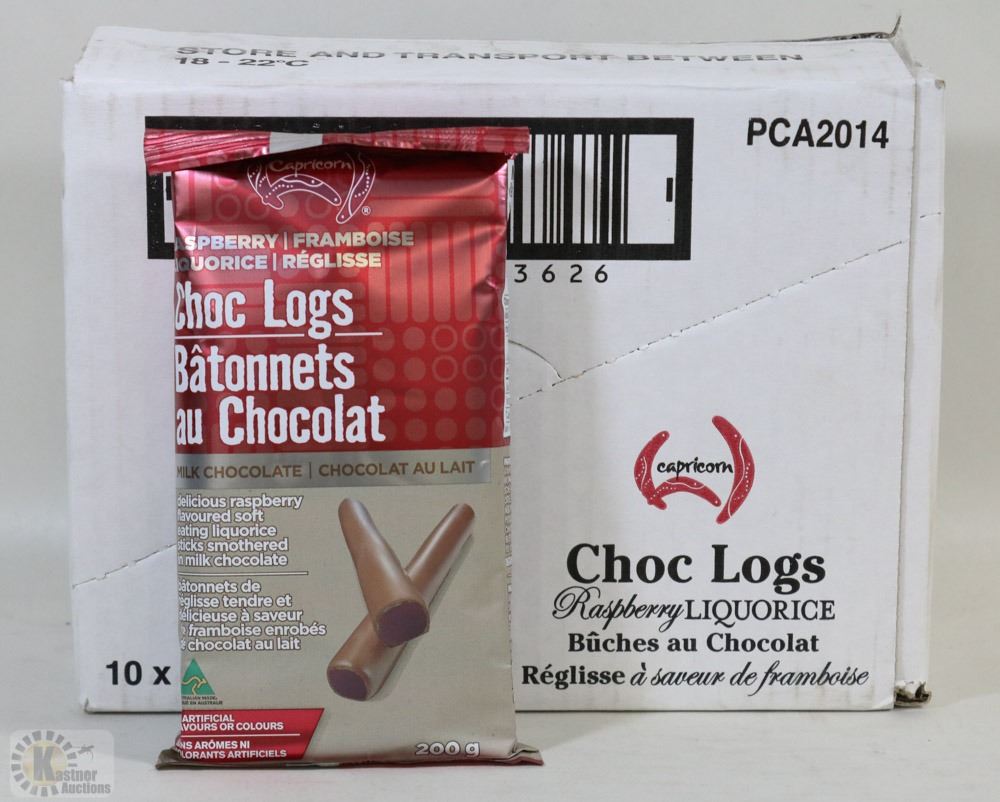 STORE AND TRANSPORT BETWEEN
18 - 22°C
PCA2014
3626
capricorn
Choc Logs
Raspberry LIQUORICE
Bûches au Chocolat
Réglisse à saveur de framboise
10 x
Capricorn
®
SPBERRY | FRAMBOISE
QUORICE | RÉGLISSE
Choc Logs
Bâtonnets
au Chocolat
MILK CHOCOLATE | CHOCOLAT AU LAIT
delicious raspberry
flavoured soft
eating liquorice
sticks smothered
in milk chocolate
bâtonnets de
réglisse tendre et
délicieuse à saveur
framboise enrobés
de chocolat au lait
ARTIFICIAL
AVOURS OR COLOURS
NS ARÔMES NI
LORANTS ARTIFICIELS
200 g
Kastner
Auctions